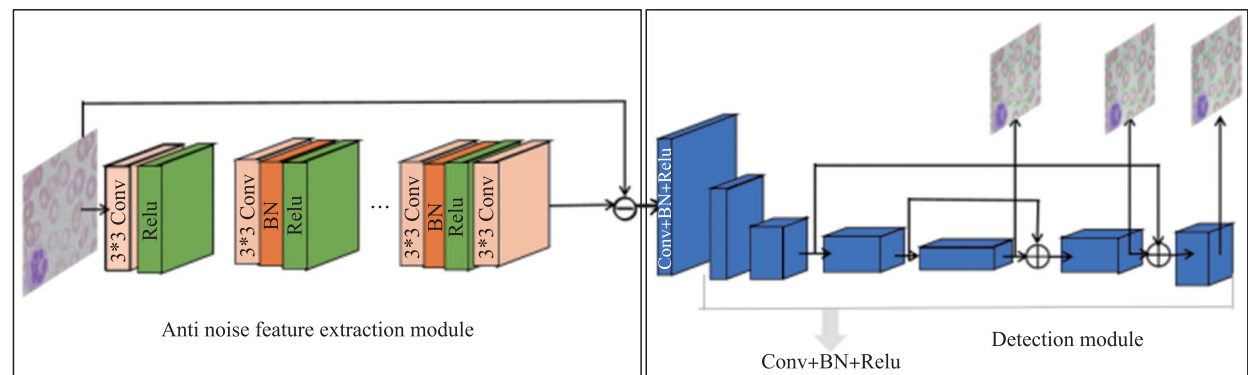 3*3 Conv
Relu
3*3 Conv
BN
Relu
...
3*3 Conv
BN
Relu
3*3 Conv
Anti noise feature extraction module
Conv+BN+Relu
Conv+BN+Relu
Detection module